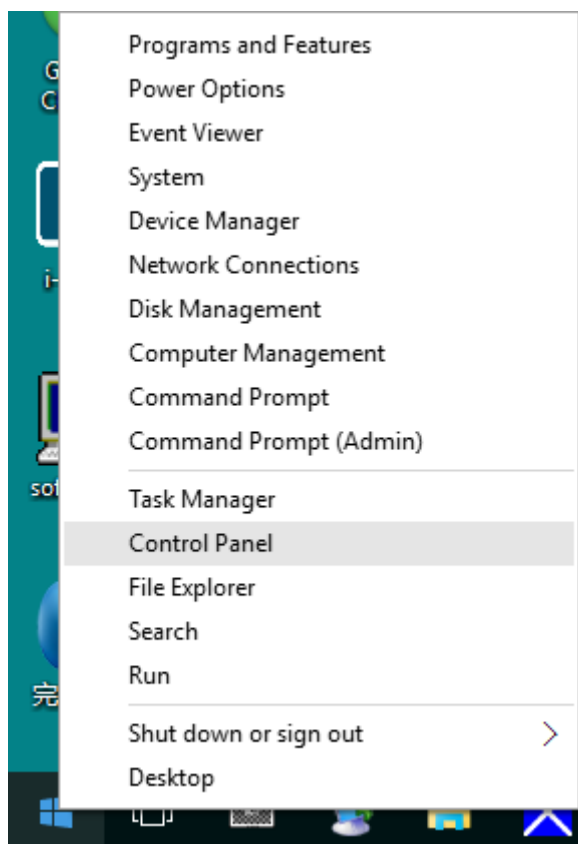 Programs and Features
Power Options
Event Viewer
System
Device Manager
Network Connections
Disk Management
Computer Management
Command Prompt
Command Prompt (Admin)
Task Manager
Control Panel
File Explorer
Search
Run
Shut down or sign out
Desktop